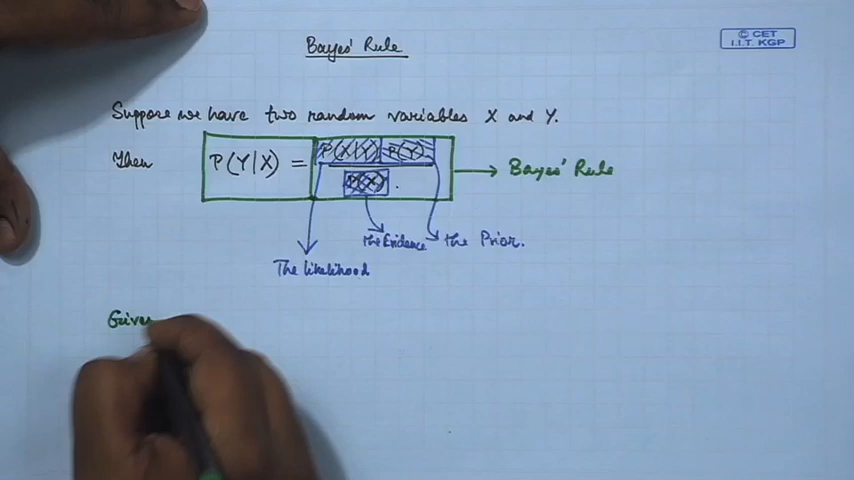 Bayes' Rule
© CET
I.I.T. KGP
Suppose we have two random variables X and Y.
Then P(Y|X) = P(X|Y) P(Y)
P(X) . → Bayes' Rule
the Evidence the Prior.
The likelihood
Given